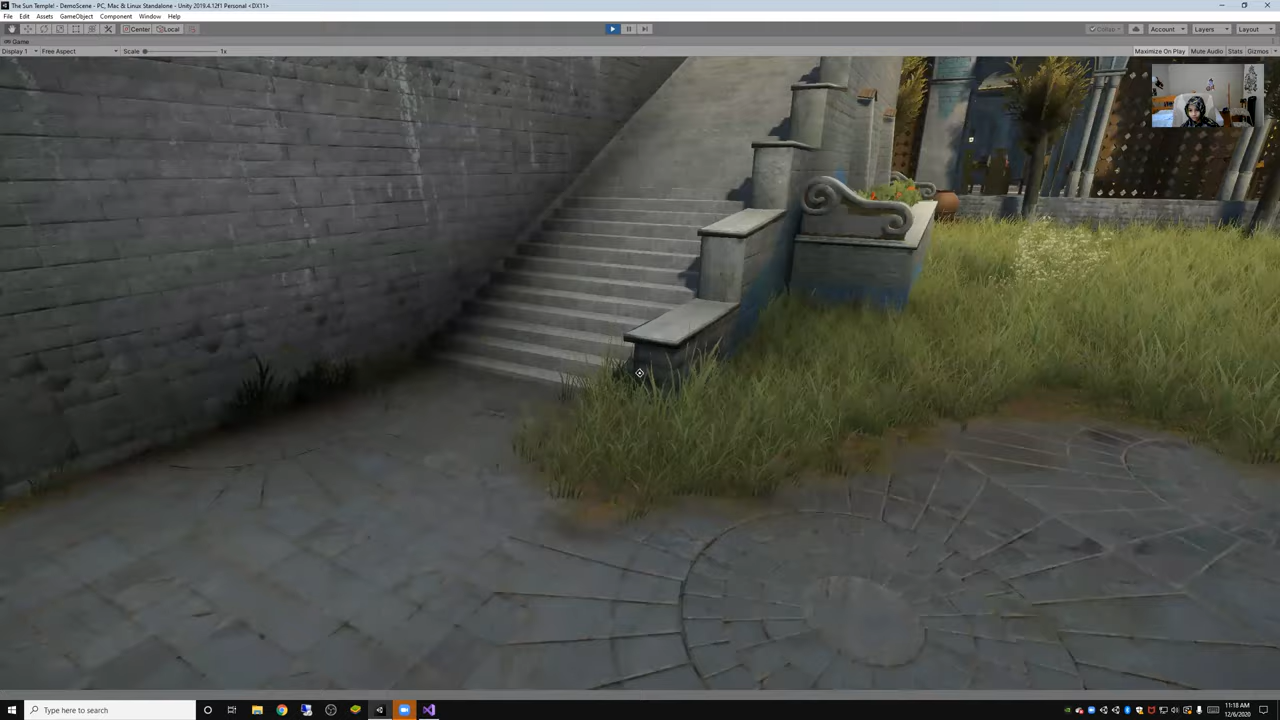 The Sun Temple! - DemoScene - PC, Mac & Linux Standalone - Unity 2019.4.12f1 Personal <DX11>
File Edit Assets GameObject Component Window Help
Center Local Collab Account Layers Layout
Game
Display 1 Free Aspect Scale 1x Maximize On Play Mute Audio Stats Gizmos
Type here to search
11:18 AM
12/6/2020